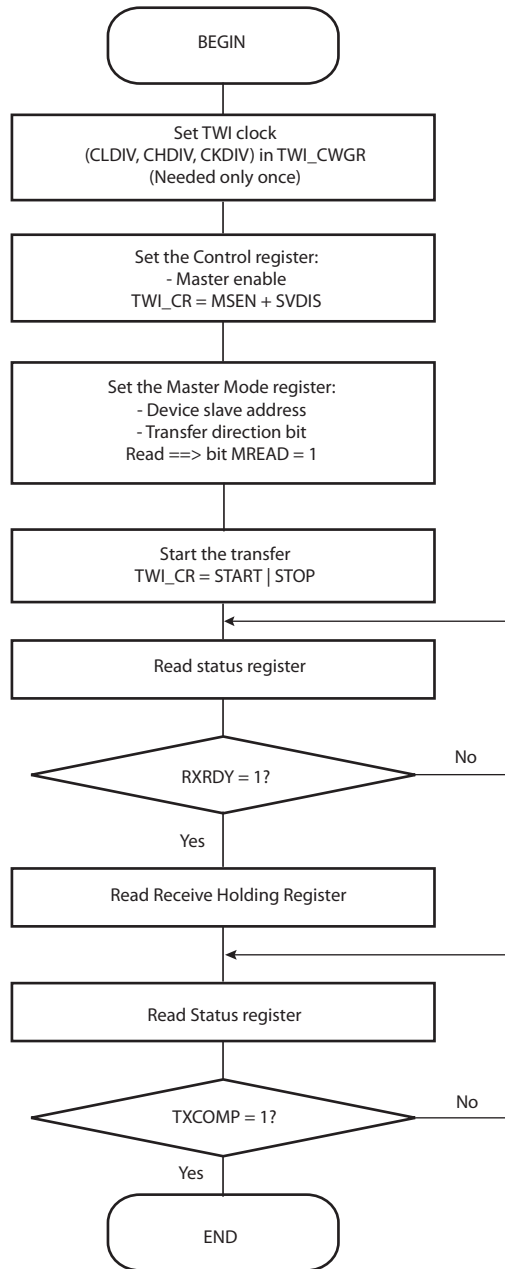 BEGIN
Set TWI clock
(CLDIV, CHDIV, CKDIV) in TWI_CWGR
(Needed only once)
Set the Control register:
- Master enable
TWI_CR = MSEN + SVDIS
Set the Master Mode register:
- Device slave address
- Transfer direction bit
Read ==> bit MREAD = 1
Start the transfer
TWI_CR = START | STOP
Read status register
RXRDY = 1?
No
Yes
Read Receive Holding Register
Read Status register
TXCOMP = 1?
No
Yes
END